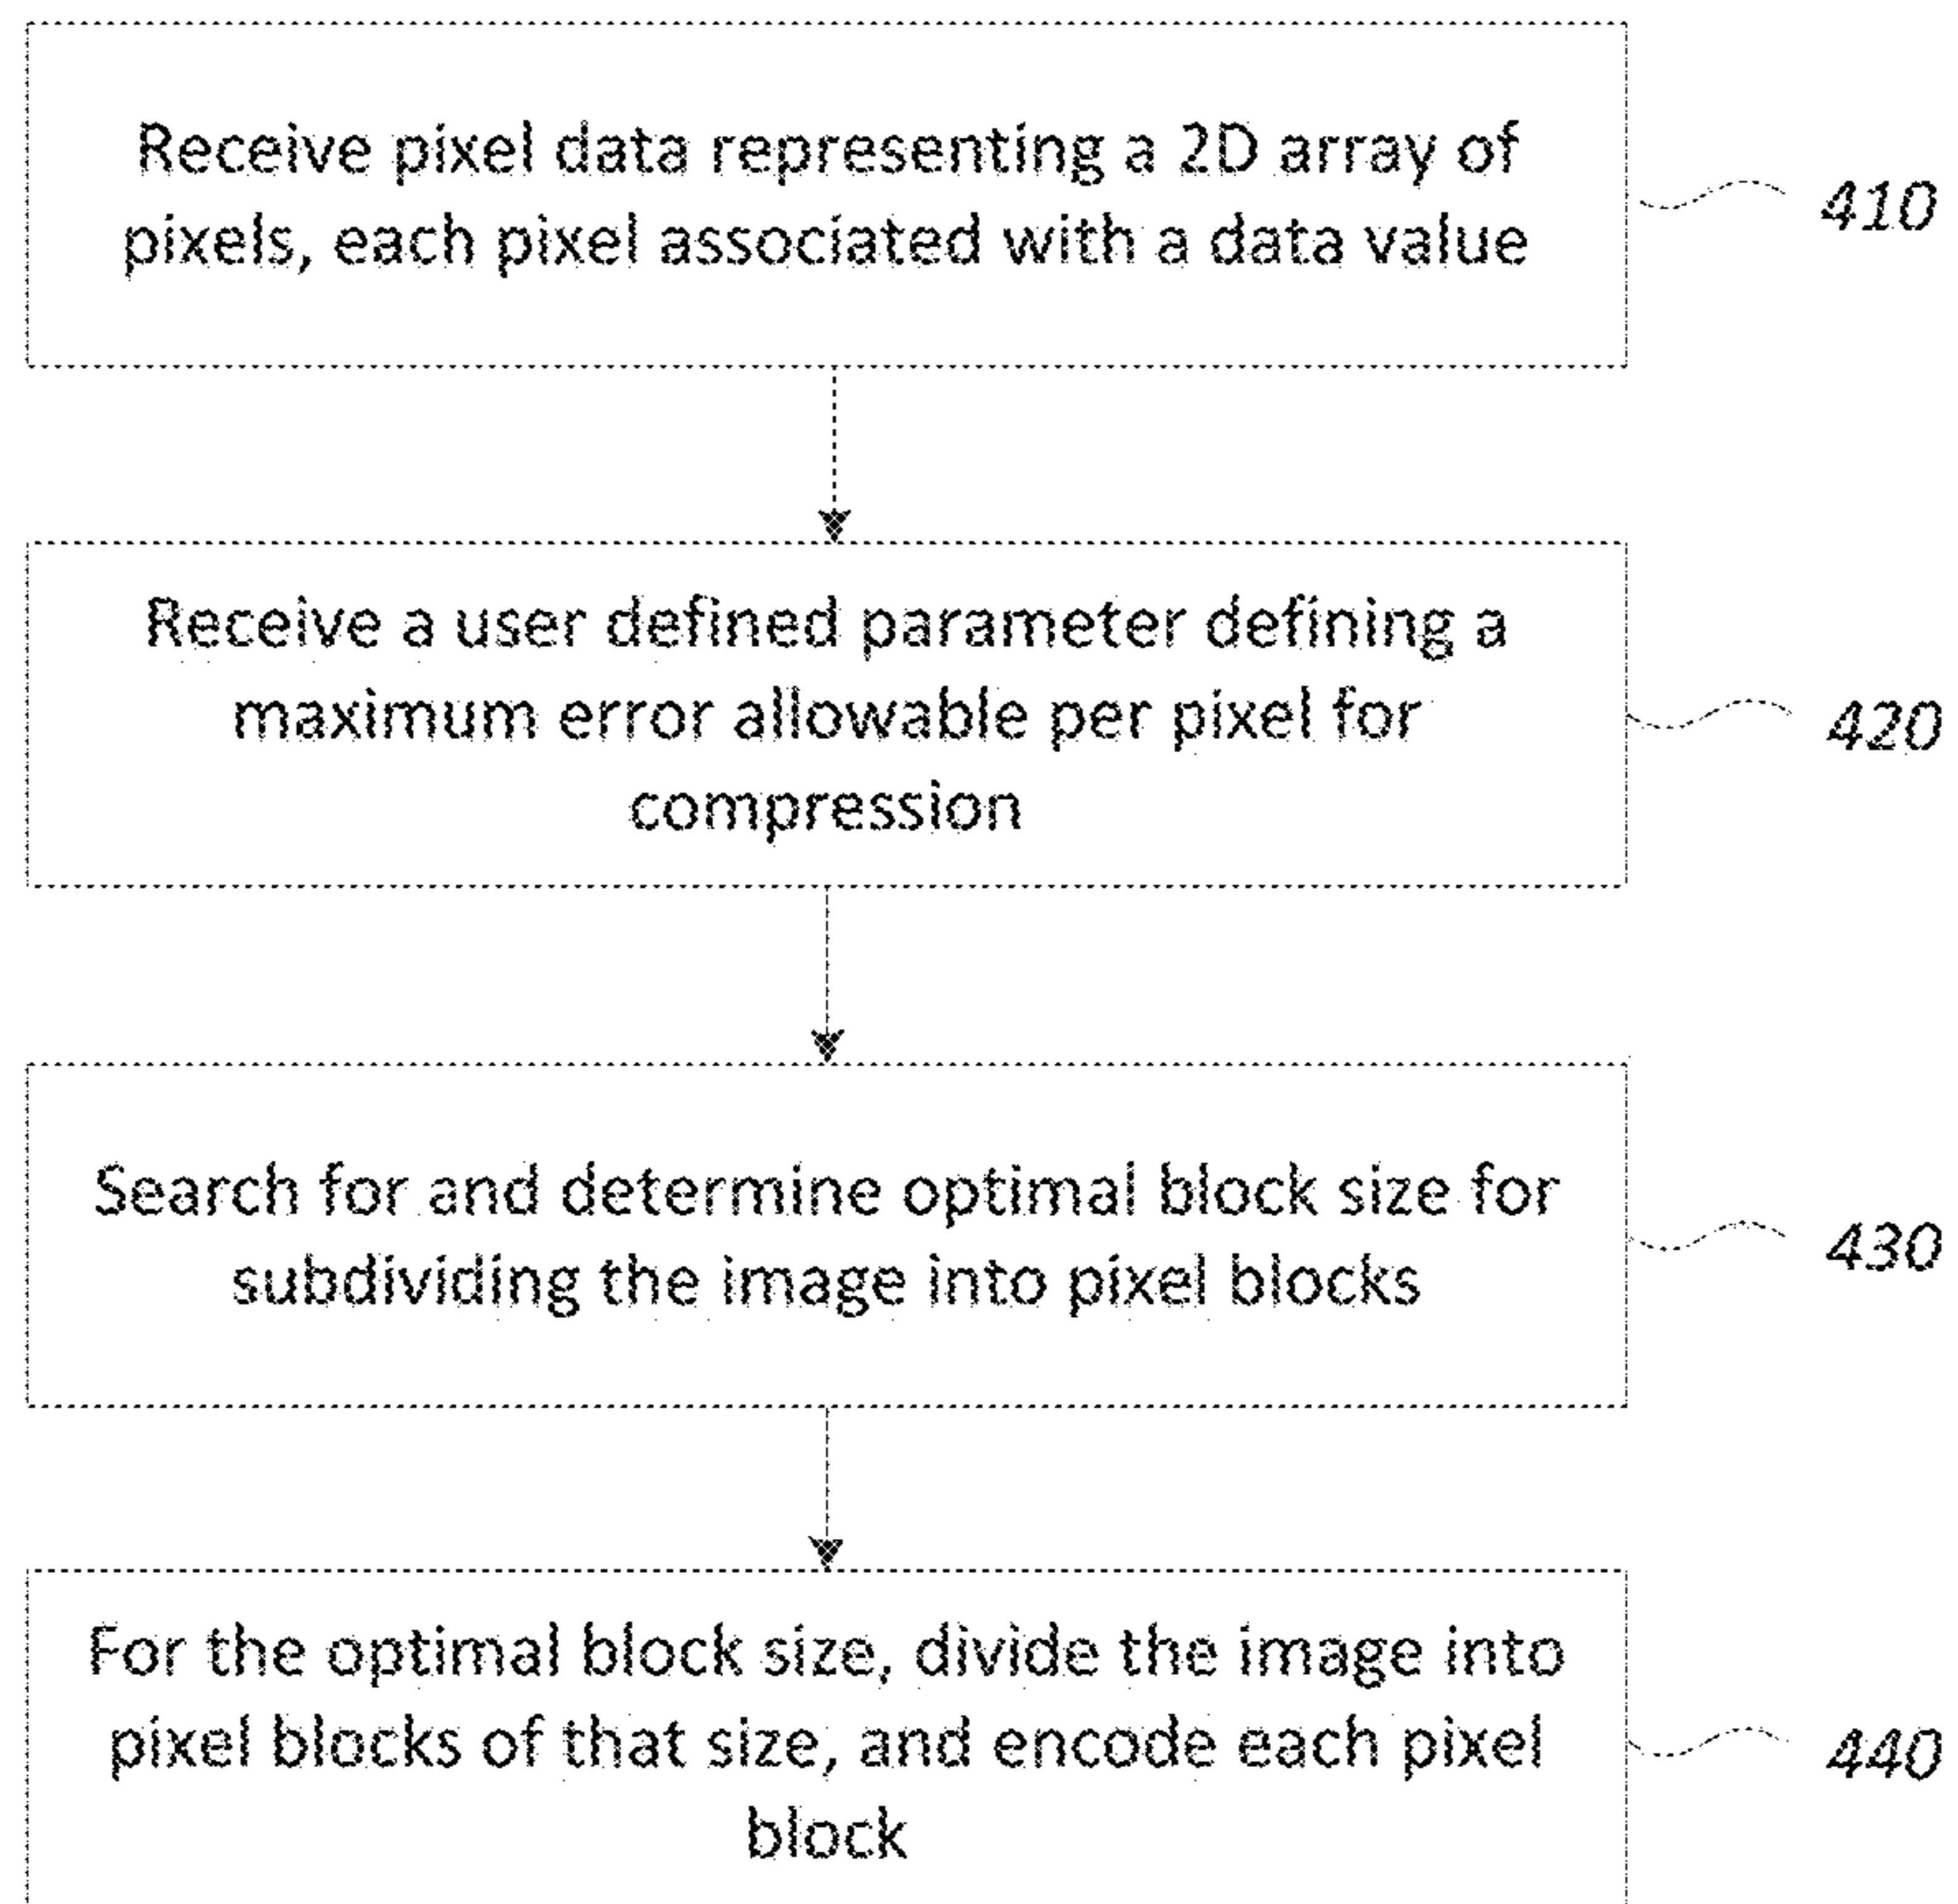 Receive pixel data representing a 2D array of
pixels, each pixel associated with a data value
410
Receive a user defined parameter defining a
maximum error allowable per pixel for
compression
420
Search for and determine optimal block size for
subdividing the image into pixel blocks
430
For the optimal block size, divide the image into
pixel blocks of that size, and encode each pixel
block
440